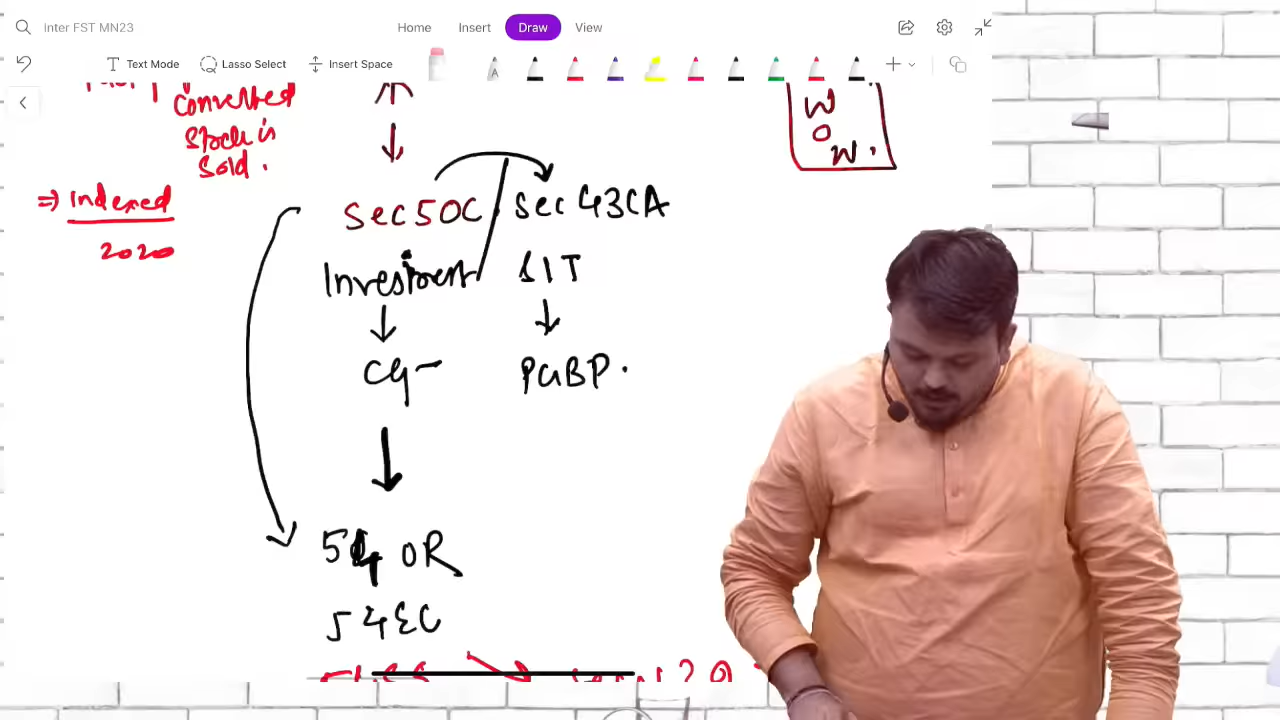 Inter FST MN23
Home Insert Draw View
Text Mode Lasso Select Insert Space
Converted
Stock is
Sold.
W
O
W.
=> Indexed
2020
Sec 50C Sec 43CA
Investment SIT
CG PGBP.
54 OR
54EC